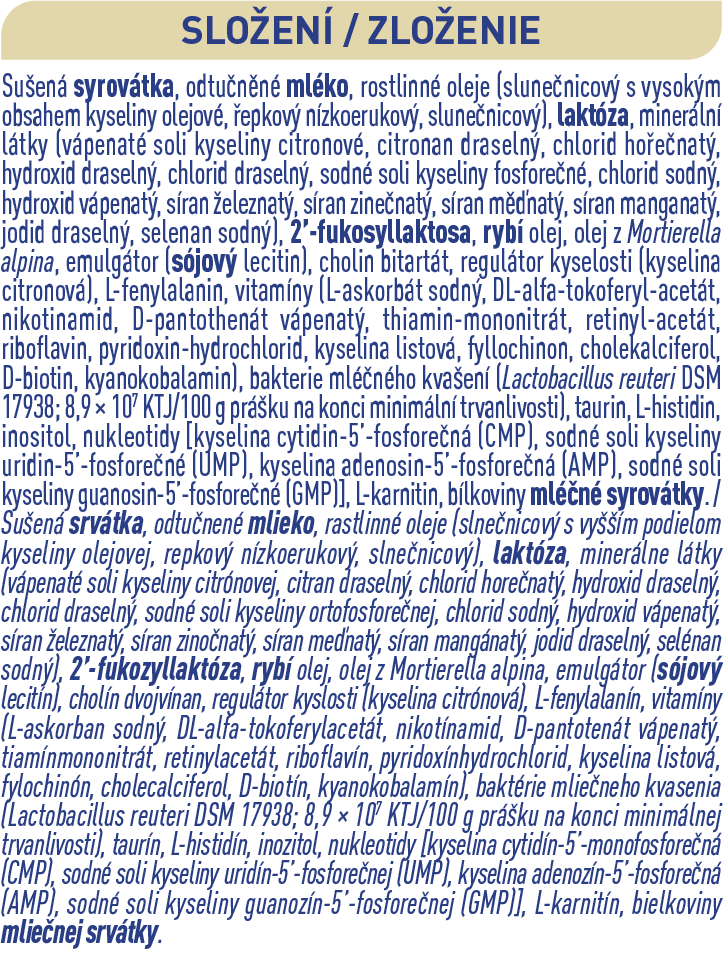 SLOŽENÍ / ZLOŽENIE
Sušená syrovátka, odtučněné mléko, rostlinné oleje (slunečnicový s vysokým
obsahem kyseliny olejové, řepkový nízkoerukový, slunečnicový), laktóza, minerální
látky (vápenaté soli kyseliny citronové, citronan draselný, chlorid hořečnatý,
hydroxid draselný, chlorid draselný, sodné soli kyseliny fosforečné, chlorid sodný,
hydroxid vápenatý, síran železnatý, síran zinečnatý, síran měďnatý, síran manganatý,
jodid draselný, selenan sodný), 2’-fukosyllaktosa, rybí olej, olej z Mortierella
alpina, emulgátor (sójový lecitin), cholin bitartát, regulátor kyselosti (kyselina
citronová), L-fenylalanin, vitamíny (L-askorbát sodný, DL-alfa-tokoferyl-acetát,
nikotinamid, D-pantothenát vápenatý, thiamin-mononitrát, retinyl-acetát,
riboflavin, pyridoxin-hydrochlorid, kyselina listová, fyllochinon, cholekalciferol,
D-biotin, kyanokobalamin), bakterie mléčného kvašení (Lactobacillus reuteri DSM
17938; 8,9 × 10⁷ KTJ/100 g prášku na konci minimální trvanlivosti), taurin, L-histidin,
inositol, nukleotidy [kyselina cytidin-5’-fosforečná (CMP), sodné soli kyseliny
uridin-5’-fosforečné (UMP), kyselina adenosin-5’-fosforečná (AMP), sodné soli
kyseliny guanosin-5’-fosforečné (GMP)], L-karnitin, bílkoviny mléčné syrovátky. /
Sušená srvátka, odtučnené mlieko, rastlinné oleje (slnečnicový s vyšším podielom
kyseliny olejovej, repkový nízkoerukový, slnečnicový), laktóza, minerálne látky
(vápenaté soli kyseliny citrónovej, citran draselný, chlorid horečnatý, hydroxid draselný,
chlorid draselný, sodné soli kyseliny ortofosforečnej, chlorid sodný, hydroxid vápenatý,
síran železnatý, síran zinočnatý, síran meďnatý, síran mangánatý, jodid draselný, selénan
sodný), 2’-fukozyllaktóza, rybí olej, olej z Mortierella alpina, emulgátor (sójový
lecitín), cholín dvojvínan, regulátor kyslosti (kyselina citrónová), L-fenylalanín, vitamíny
(L-askorban sodný, DL-alfa-tokoferylacetát, nikotínamid, D-pantotenát vápenatý,
tiamínmononitrát, retinylacetát, riboflavín, pyridoxínhydrochlorid, kyselina listová,
fylochinón, cholecalciferol, D-biotín, kyanokobalamín), baktérie mliečneho kvasenia
(Lactobacillus reuteri DSM 17938; 8,9 × 10⁷ KTJ/100 g prášku na konci minimálnej
trvanlivosti), taurín, L-histidín, inozitol, nukleotidy [kyselina cytidín-5’-monofosforečná
(CMP), sodné soli kyseliny uridín-5’-fosforečnej (UMP), kyselina adenozín-5’-fosforečná
(AMP), sodné soli kyseliny guanozín-5’-fosforečnej (GMP)], L-karnitín, bielkoviny
mliečnej srvátky.